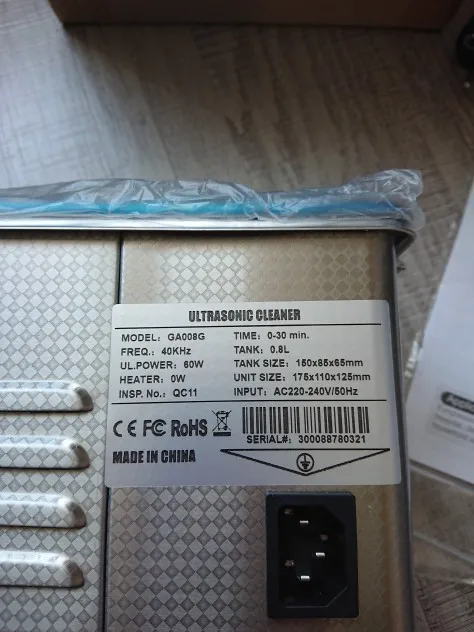 ULTRASONIC CLEANER
MODEL: GA008G TIME: 0-30 min.
FREQ.: 40KHz TANK: 0.8L
UL.POWER: 60W TANK SIZE: 150x85x65mm
HEATER: 0W UNIT SIZE: 175x110x125mm
INSP. No.: QC11 INPUT: AC220-240V/50Hz
CE FC RoHS
SERIAL#: 300088780321
MADE IN CHINA